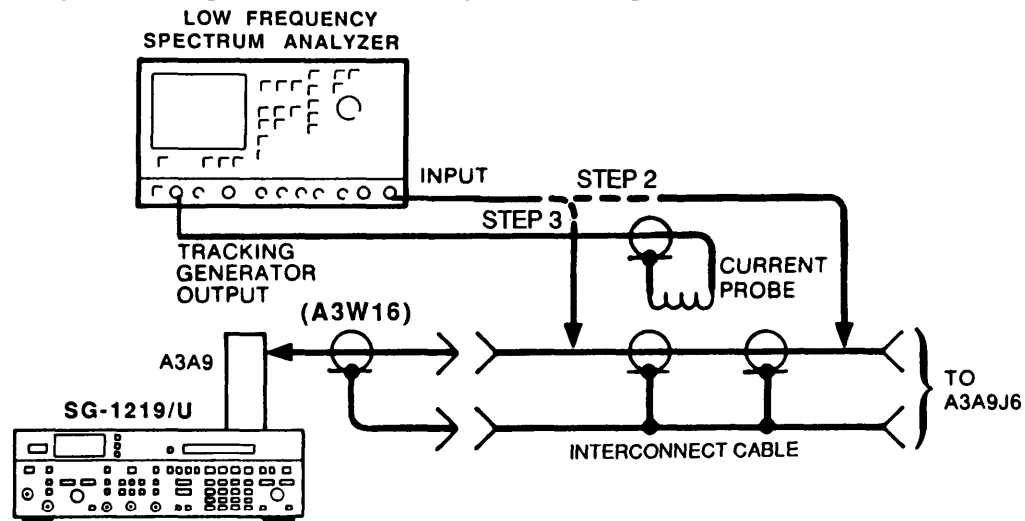 LOW FREQUENCY
SPECTRUM ANALYZER
INPUT
STEP 2
STEP 3
TRACKING
GENERATOR
OUTPUT
CURRENT
PROBE
(A3W16)
A3A9
TO
A3A9J6
SG-1219/U
INTERCONNECT CABLE